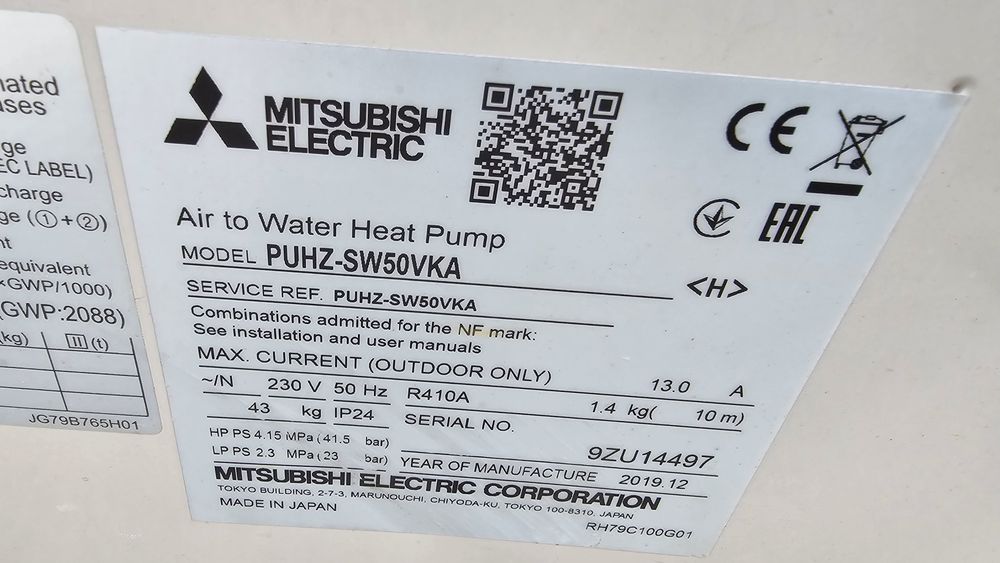 nated
ses
ge
EC LABEL)
charge
ge (①+②)
nt
equivalent
×GWP/1000)
(GWP:2088)
(kg) II (t)
JG79B765H01
MITSUBISHI
ELECTRIC
CE
EAC
Air to Water Heat Pump
MODEL PUHZ-SW50VKA
<H>
SERVICE REF. PUHZ-SW50VKA
Combinations admitted for the NF mark:
See installation and user manuals
MAX. CURRENT (OUTDOOR ONLY) 13.0 A
~/N 230 V 50 Hz R410A 1.4 kg( 10 m)
43 kg IP24 SERIAL NO.
9ZU14497
HP PS 4.15 MPa (41.5 bar)
LP PS 2.3 MPa (23 bar) YEAR OF MANUFACTURE 2019.12
MITSUBISHI ELECTRIC CORPORATION
TOKYO BUILDING, 2-7-3, MARUNOUCHI, CHIYODA-KU, TOKYO 100-8310, JAPAN
MADE IN JAPAN
RH79C100G01